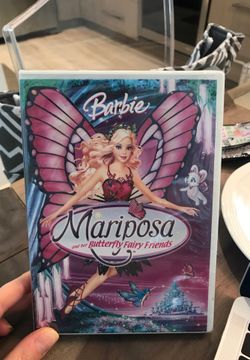 Barbie
Mariposa
and her Butterfly Fairy Friends